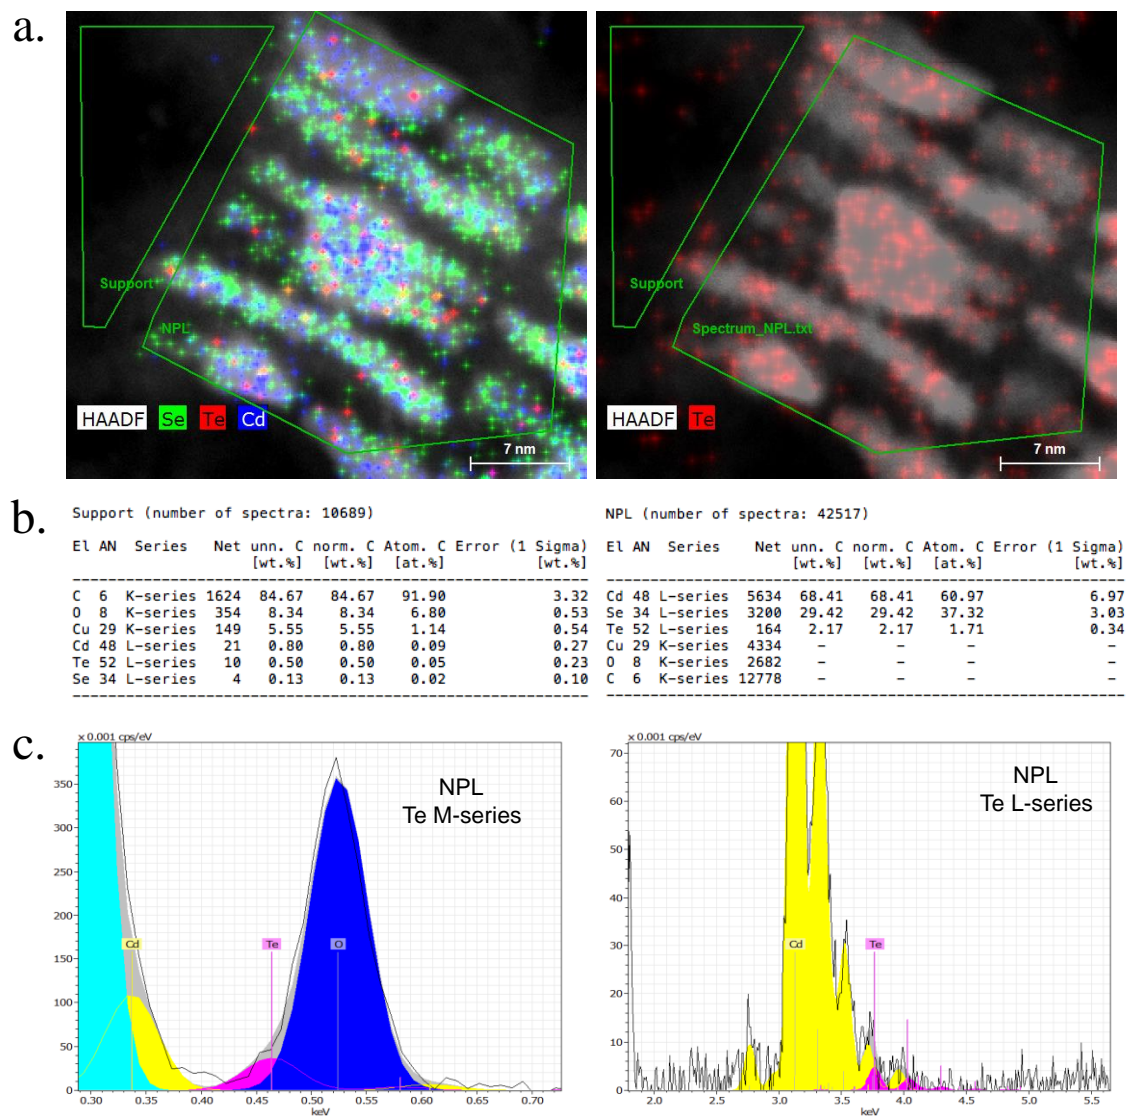 a.
Support
NPL
HAADF Se Te Cd
7 nm
Support
Spectrum_NPL.txt
HAADF Te
7 nm
b.
Support (number of spectra: 10689)
El AN Series Net unn. C norm. C Atom. C Error (1 Sigma)
[wt.%] [wt.%] [at.%] [wt.%]
C 6 K-series 1624 84.67 84.67 91.90 3.32
O 8 K-series 354 8.34 8.34 6.80 0.53
Cu 29 K-series 149 5.55 5.55 1.14 0.54
Cd 48 L-series 21 0.80 0.80 0.09 0.27
Te 52 L-series 10 0.50 0.50 0.05 0.23
Se 34 L-series 4 0.13 0.13 0.02 0.10
NPL (number of spectra: 42517)
El AN Series Net unn. C norm. C Atom. C Error (1 Sigma)
[wt.%] [wt.%] [at.%] [wt.%]
Cd 48 L-series 5634 68.41 68.41 60.97 6.97
Se 34 L-series 3200 29.42 29.42 37.32 3.03
Te 52 L-series 164 2.17 2.17 1.71 0.34
Cu 29 K-series 4334 – – – –
O 8 K-series 2682 – – – –
C 6 K-series 12778 – – – –
c.
x 0.001 cps/eV
NPL
Te M-series
350
300
250
200
150
100
50
0
Cd
Te
O
0.30 0.35 0.40 0.45 0.50 0.55 0.60 0.65 0.70
keV
x 0.001 cps/eV
NPL
Te L-series
70
60
50
40
30
20
10
0
Cd
Te
2.0 2.5 3.0 3.5 4.0 4.5 5.0 5.5
keV